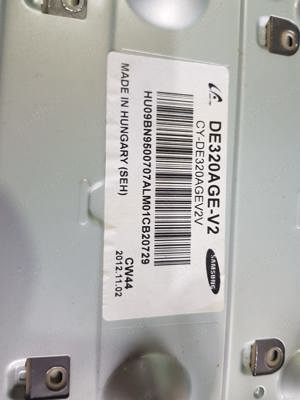 DE320AGE-V2
CY-DE320AGEV2V
SAMSUNG
HU09BN9500707ALM01CB20729
MADE IN HUNGARY (SEH)
CW44
2012.11.02